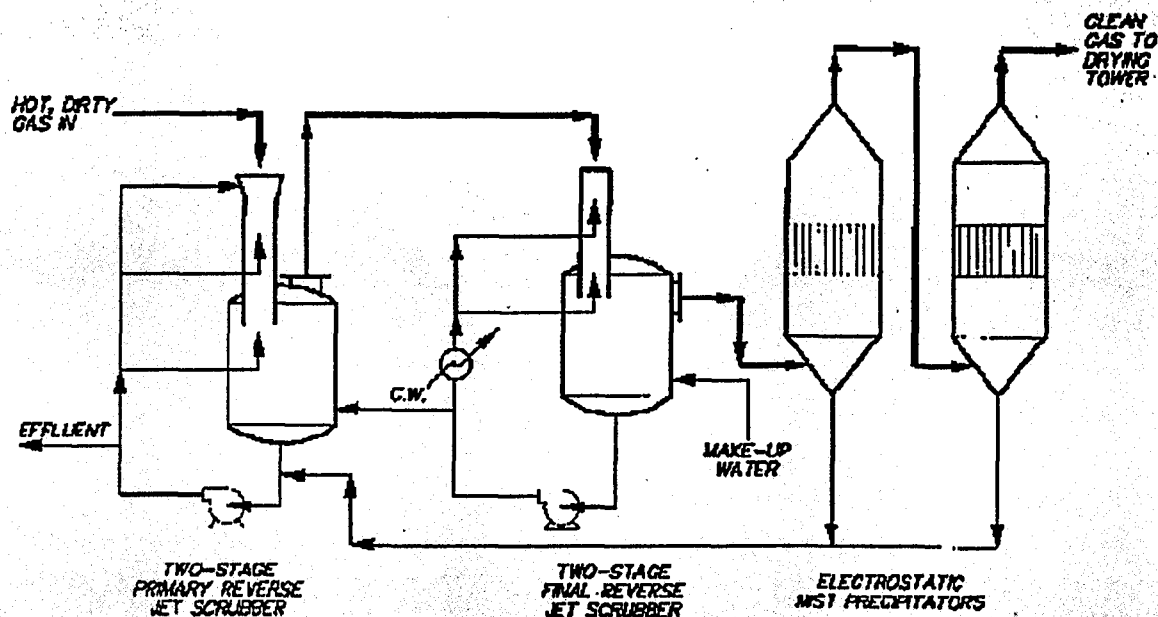 CLEAN
GAS TO
DRYING
TOWER
HOT, DIRTY
GAS IN
C.W.
EFFLUENT
MAKE-UP
WATER
TWO-STAGE
PRIMARY REVERSE
JET SCRUBBER
TWO-STAGE
FINAL REVERSE
JET SCRUBBER
ELECTROSTATIC
MIST PRECIPITATORS